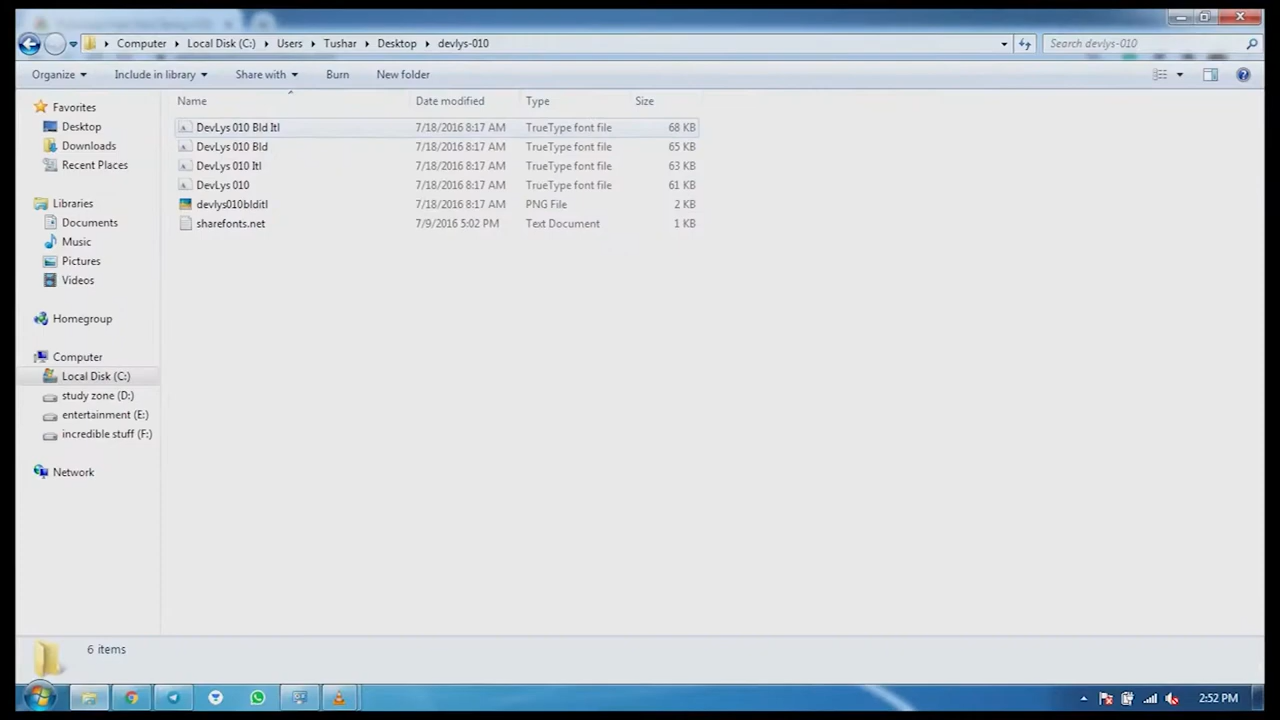 Computer Local Disk (C:) Users Tushar Desktop devlys-010
Search devlys-010
Organize Include in library Share with Burn New folder
Name Date modified Type Size
Favorites
Desktop
Downloads
Recent Places
Libraries
Documents
Music
Pictures
Videos
Homegroup
Computer
Local Disk (C:)
study zone (D:)
entertainment (E:)
incredible stuff (F:)
Network
DevLys 010 Bld Itl 7/18/2016 8:17 AM TrueType font file 68 KB
DevLys 010 Bld 7/18/2016 8:17 AM TrueType font file 65 KB
DevLys 010 Itl 7/18/2016 8:17 AM TrueType font file 63 KB
DevLys 010 7/18/2016 8:17 AM TrueType font file 61 KB
devlys010blditl 7/18/2016 8:17 AM PNG File 2 KB
sharefonts.net 7/9/2016 5:02 PM Text Document 1 KB
6 items
2:52 PM